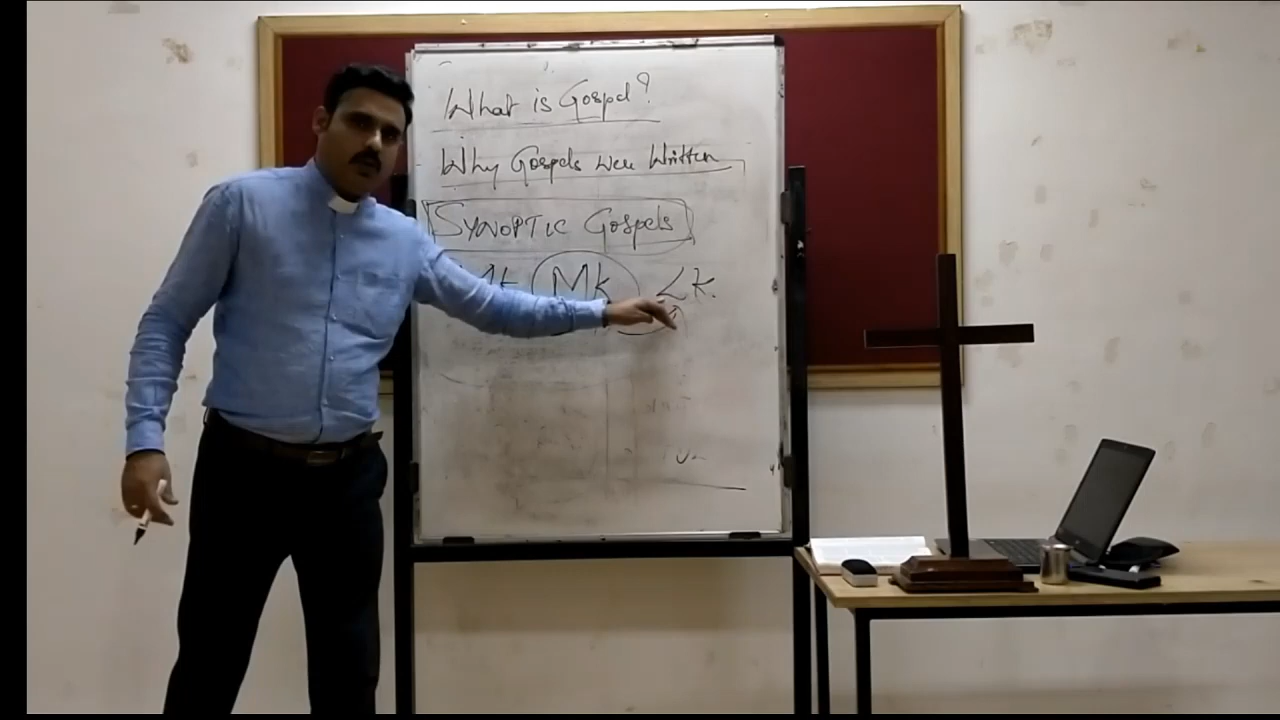 What is Gospel?
Why Gospels were Written
SYNOPTIC Gospels
Mt Mk Lk.